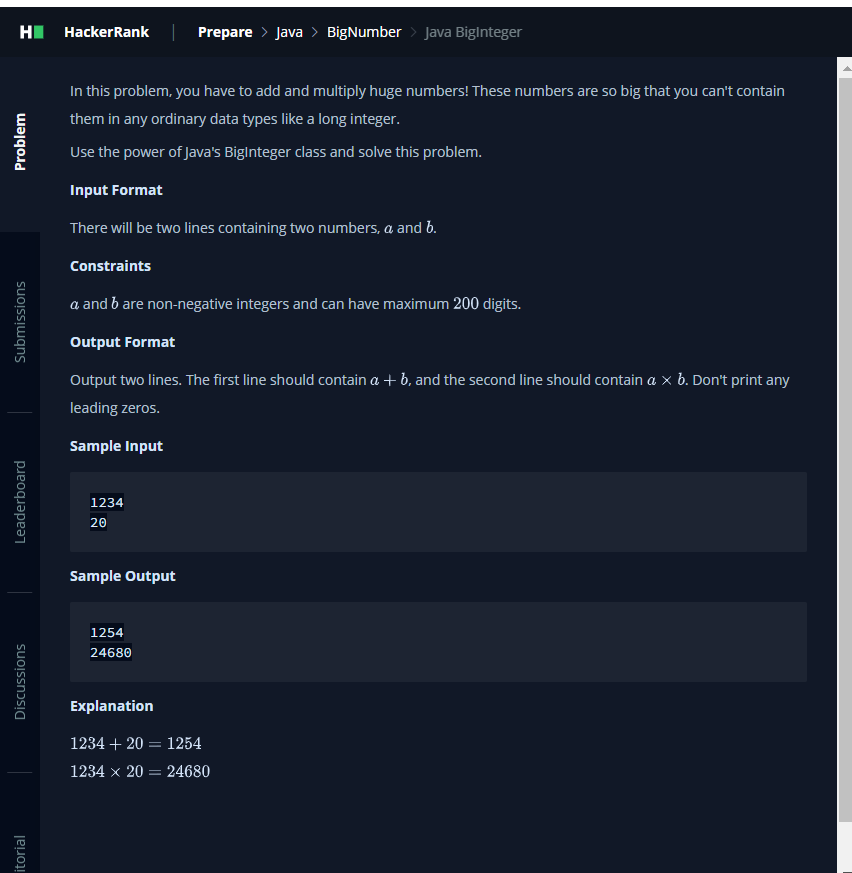 HackerRank | Prepare > Java > BigNumber > Java BigInteger
Problem
Submissions
Leaderboard
Discussions
itorial
In this problem, you have to add and multiply huge numbers! These numbers are so big that you can't contain
them in any ordinary data types like a long integer.
Use the power of Java's BigInteger class and solve this problem.
Input Format
There will be two lines containing two numbers, a and b.
Constraints
a and b are non-negative integers and can have maximum 200 digits.
Output Format
Output two lines. The first line should contain a + b, and the second line should contain a × b. Don't print any
leading zeros.
Sample Input
1234
20
Sample Output
1254
24680
Explanation
1234 + 20 = 1254
1234 × 20 = 24680